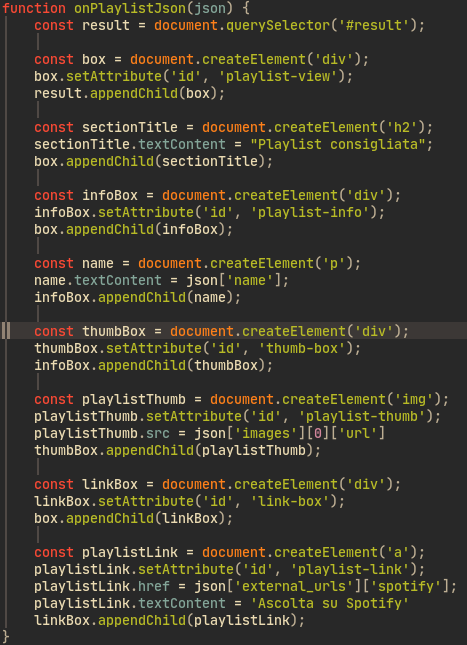 function onPlaylistJson(json) {
    const result = document.querySelector('#result');

    const box = document.createElement('div');
    box.setAttribute('id', 'playlist-view');
    result.appendChild(box);

    const sectionTitle = document.createElement('h2');
    sectionTitle.textContent = "Playlist consigliata";
    box.appendChild(sectionTitle);

    const infoBox = document.createElement('div');
    infoBox.setAttribute('id', 'playlist-info');
    box.appendChild(infoBox);

    const name = document.createElement('p');
    name.textContent = json['name'];
    infoBox.appendChild(name);

    const thumbBox = document.createElement('div');
    thumbBox.setAttribute('id', 'thumb-box');
    infoBox.appendChild(thumbBox);

    const playlistThumb = document.createElement('img');
    playlistThumb.setAttribute('id', 'playlist-thumb');
    playlistThumb.src = json['images'][0]['url']
    thumbBox.appendChild(playlistThumb);

    const linkBox = document.createElement('div');
    linkBox.setAttribute('id', 'link-box');
    box.appendChild(linkBox);

    const playlistLink = document.createElement('a');
    playlistLink.setAttribute('id', 'playlist-link');
    playlistLink.href = json['external_urls']['spotify'];
    playlistLink.textContent = 'Ascolta su Spotify'
    linkBox.appendChild(playlistLink);
}